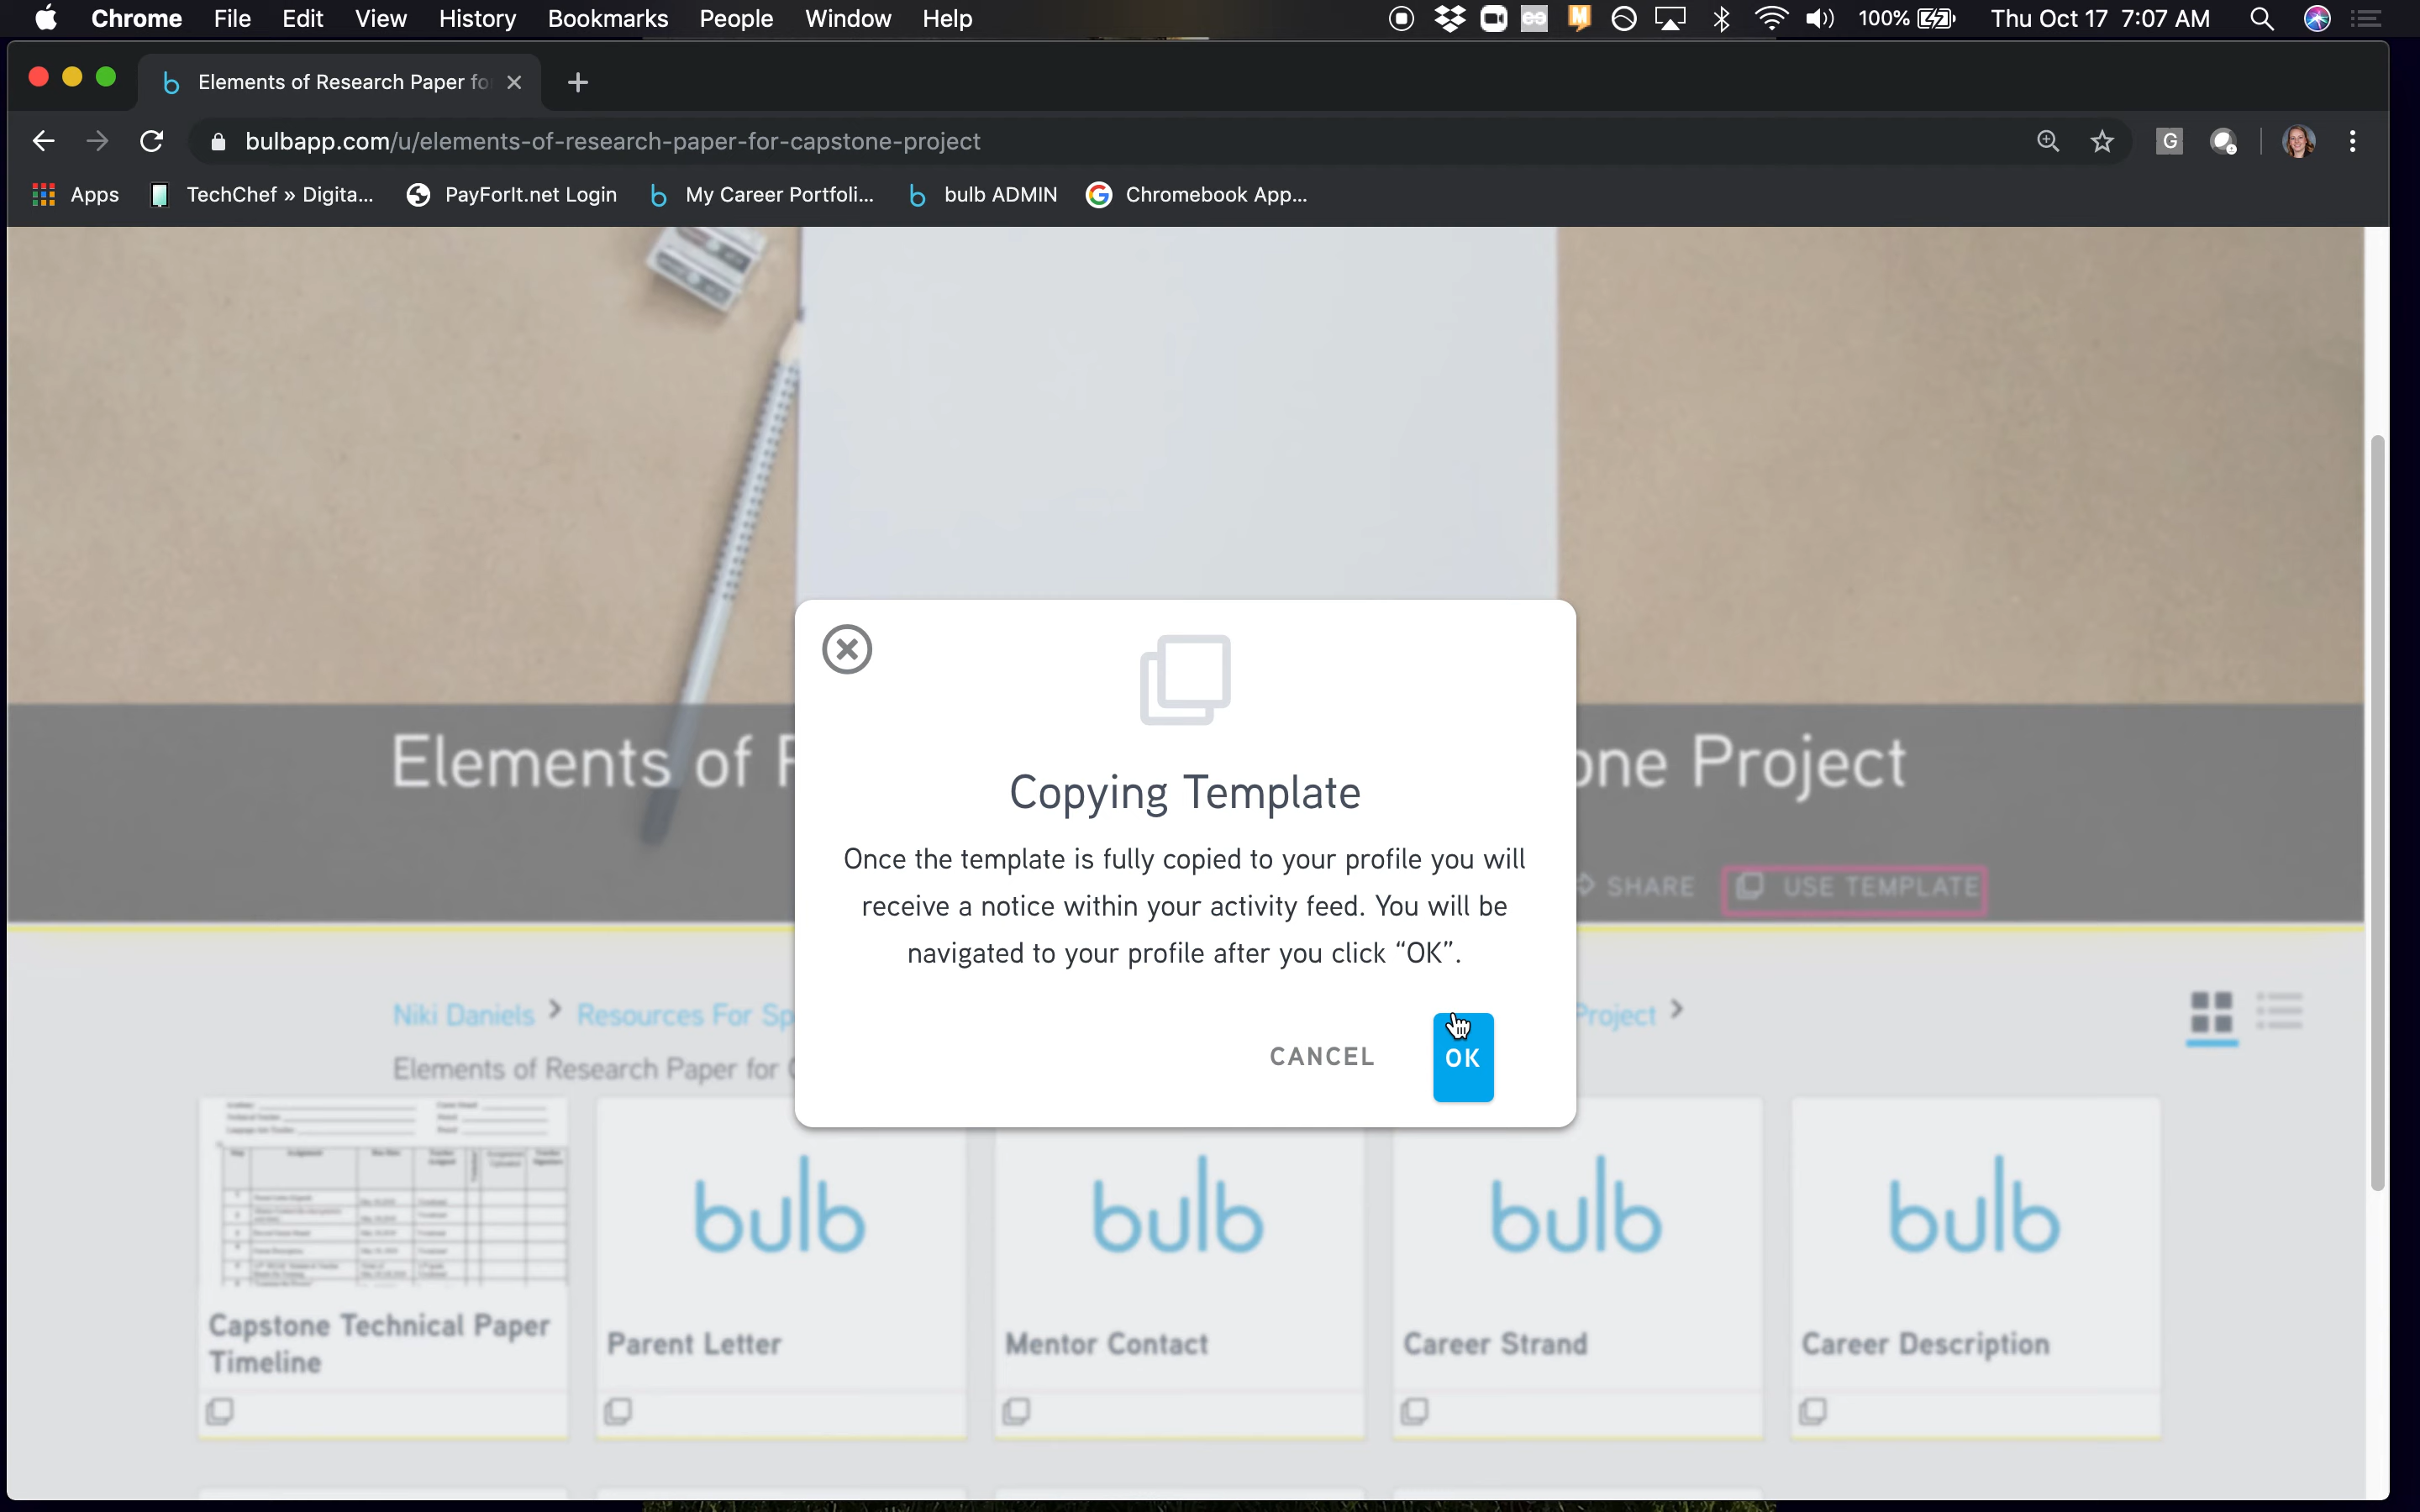 Chrome File Edit View History Bookmarks People Window Help 100% Thu Oct 17 7:07 AM
Elements of Research Paper fo
bulbapp.com/u/elements-of-research-paper-for-capstone-project
G
Apps TechChef » Digita... PayForIt.net Login My Career Portfoli... bulb ADMIN Chromebook App...
Elements of
one Project
Copying Template
Once the template is fully copied to your profile you will
receive a notice within your activity feed. You will be
navigated to your profile after you click “OK”.
CANCEL OK
SHARE USE TEMPLATE
Niki Daniels > Resources For Sp
Project >
Elements of Research Paper for
bulb bulb bulb bulb
Capstone Technical Paper
Timeline
Parent Letter
Mentor Contact
Career Strand
Career Description